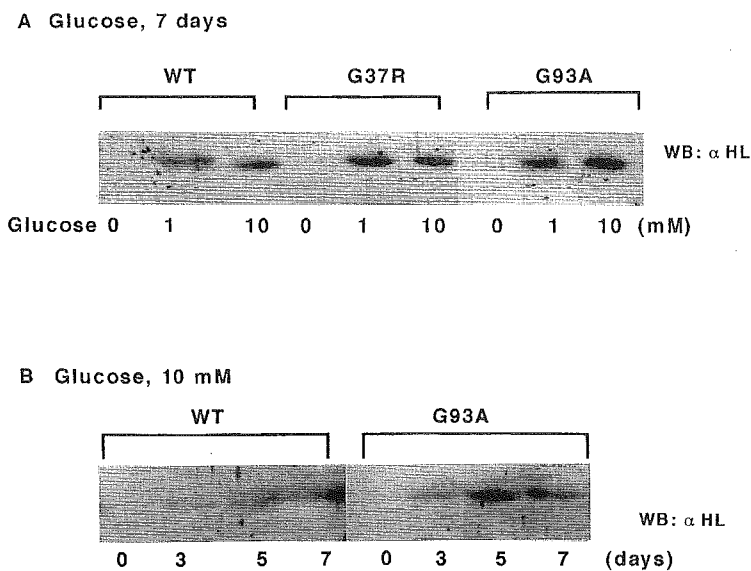 A Glucose, 7 days
WT G37R G93A
WB: α HL
Glucose 0 1 10 0 1 10 0 1 10 (mM)
B Glucose, 10 mM
WT G93A
WB: α HL
0 3 5 7 0 3 5 7 (days)